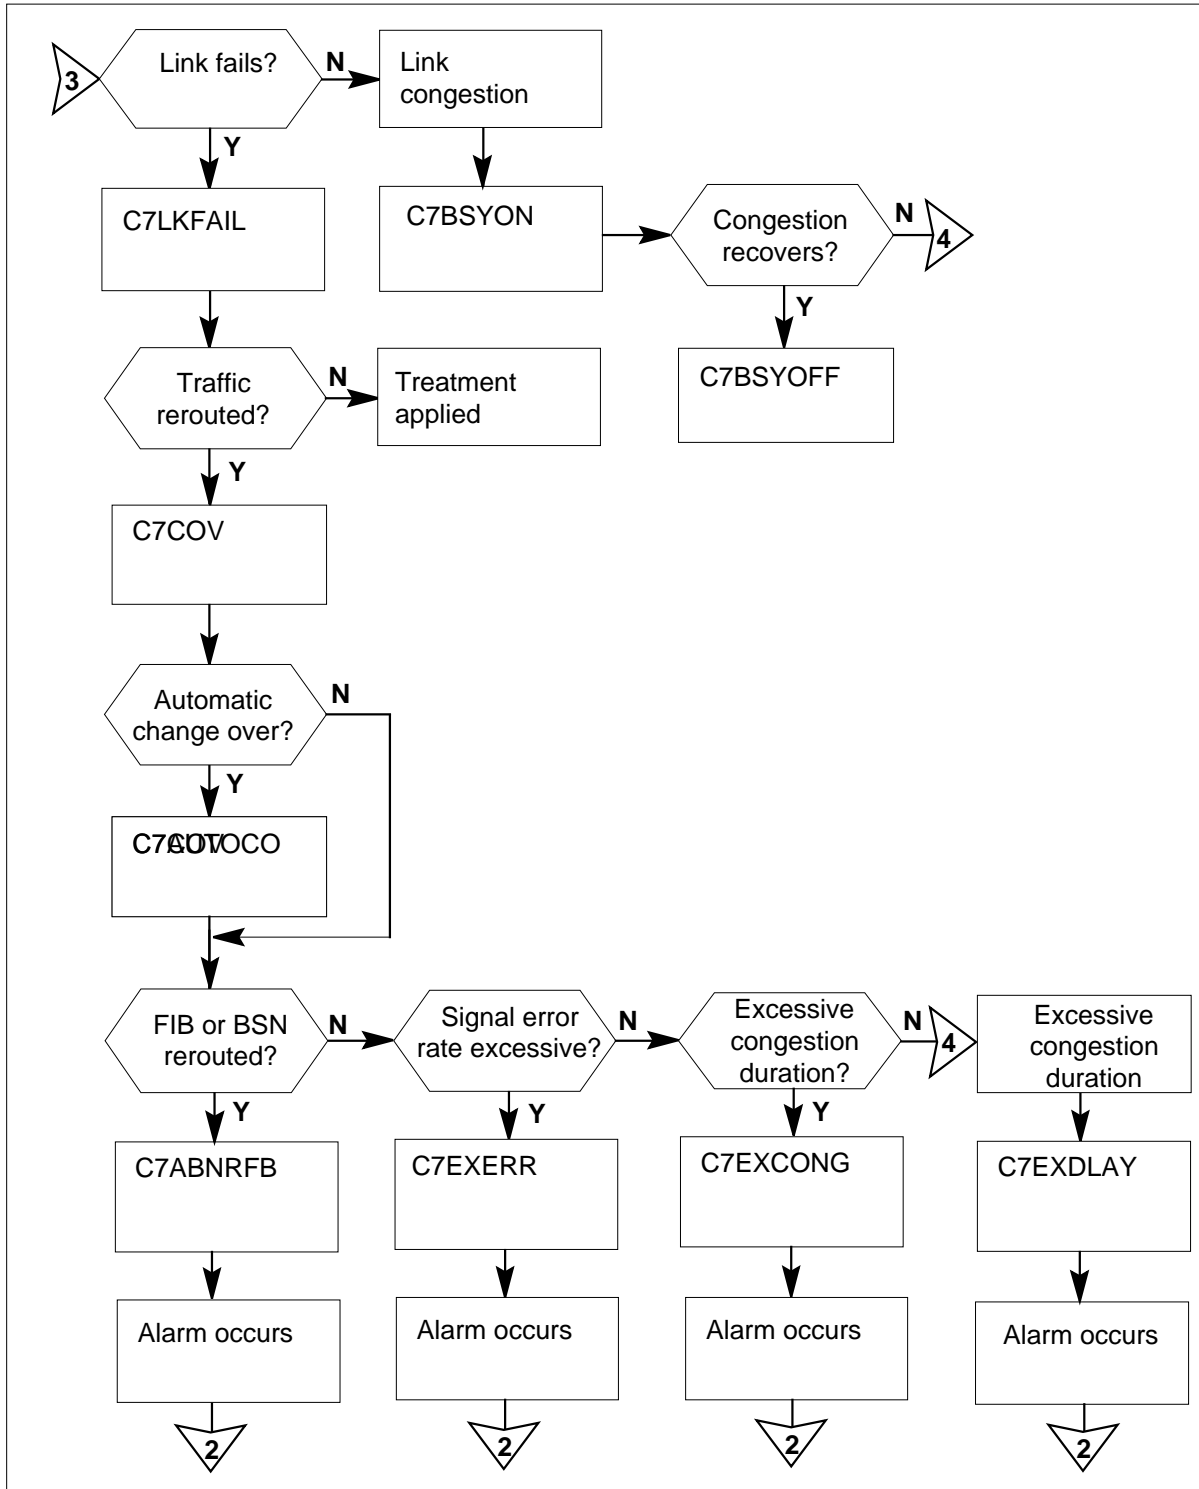 3
Link fails?
N
Link
congestion
Y
C7LKFAIL
C7BSYON
Congestion
recovers?
N
4
Y
C7BSYOFF
Traffic
rerouted?
N
Treatment
applied
Y
C7COV
Automatic
change over?
N
Y
C7AUTOCO
C7COV
FIB or BSN
rerouted?
N
Signal error
rate excessive?
N
Excessive
congestion
duration?
N
4
Excessive
congestion
duration
Y
Y
Y
C7ABNRFB
C7EXERR
C7EXCONG
C7EXDLAY
Alarm occurs
Alarm occurs
Alarm occurs
Alarm occurs
2
2
2
2